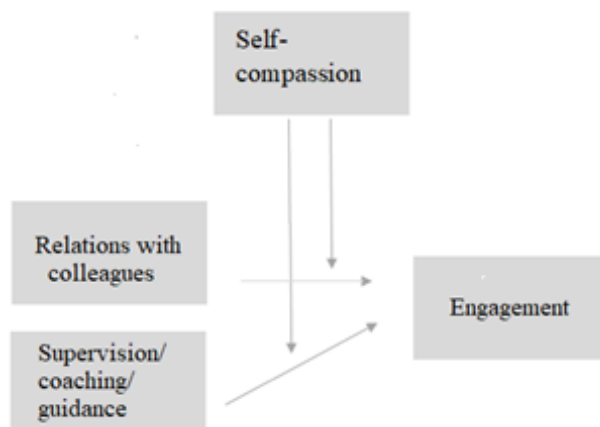 Self-
compassion
Relations with
colleagues
Engagement
Supervision/
coaching/
guidance